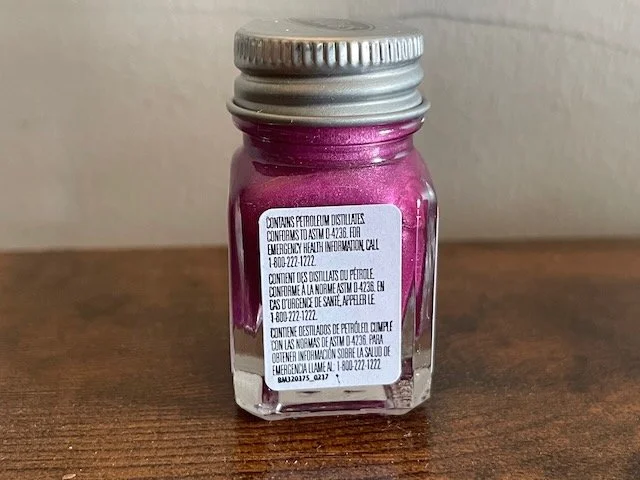 CONTAINS PETROLEUM DISTILLATES.
CONFORMS TO ASTM D-4236. FOR
EMERGENCY HEALTH INFORMATION, CALL
1-800-222-1222.
CONTIENT DES DISTILLATS DU PÉTROLE.
CONFORME À LA NORME ASTM D-4236. EN
CAS D'URGENCE DE SANTÉ, APPELER LE
1-800-222-1222.
CONTIENE DESTILADOS DE PETRÓLEO. CUMPLE
CON LAS NORMAS DE ASTM D-4236. PARA
OBTENER INFORMACIÓN SOBRE LA SALUD DE
EMERGENCIA LLAME AL: 1-800-222-1222
BM320375_0217